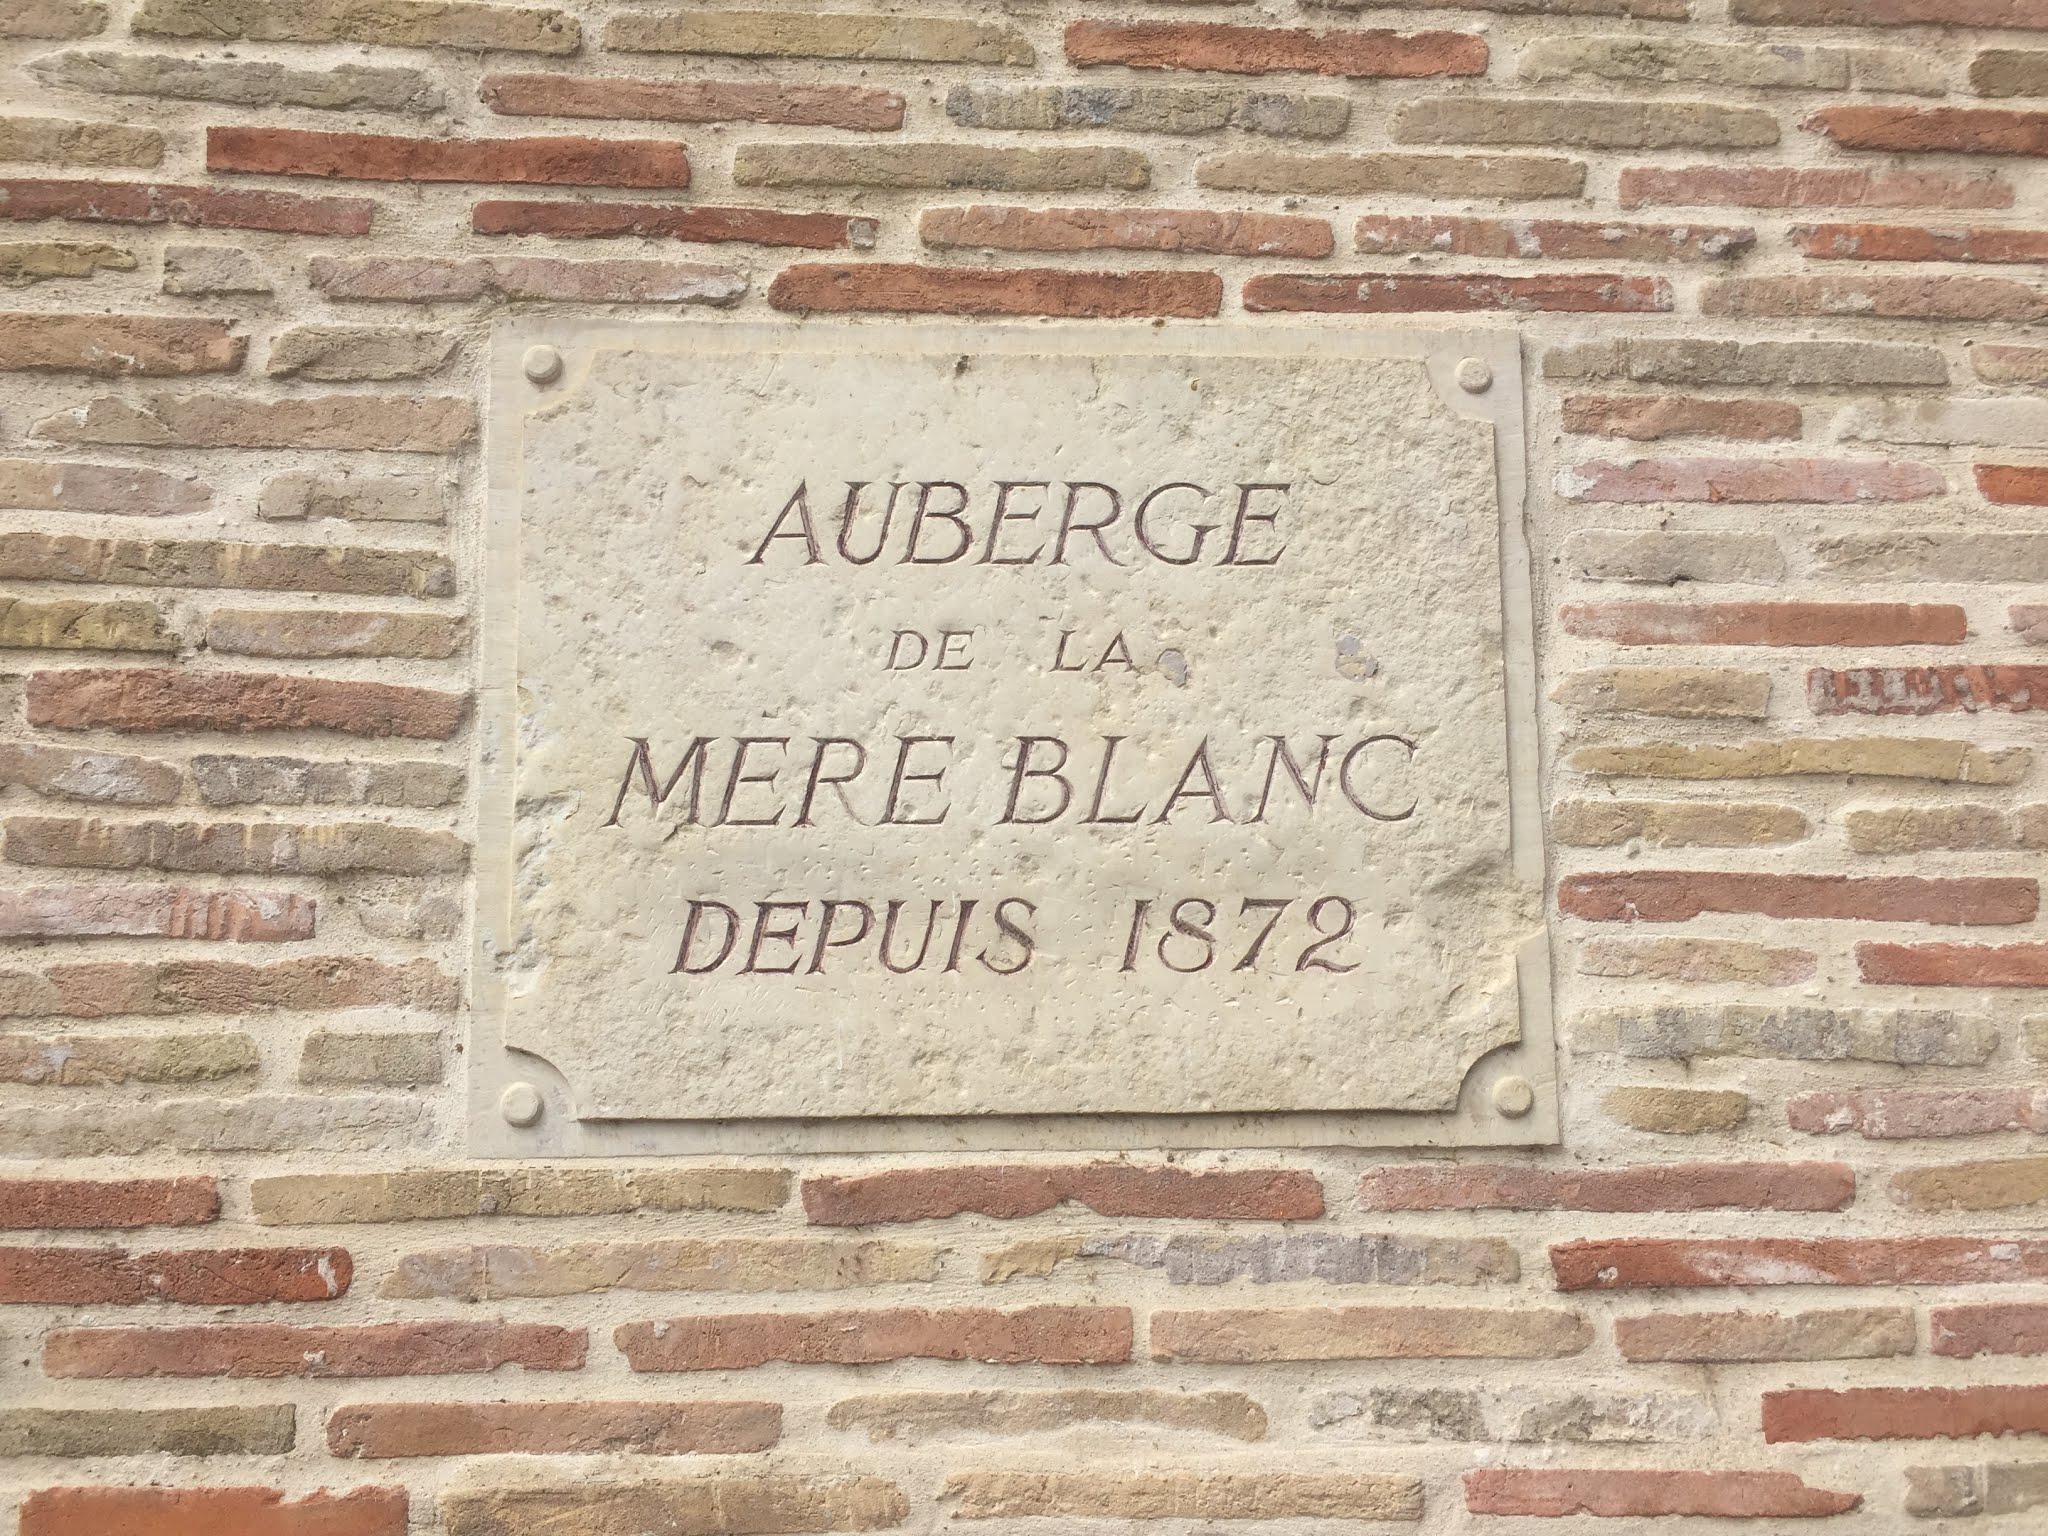 AUBERGE
DE LA
MERE BLANC
DEPUIS 1872